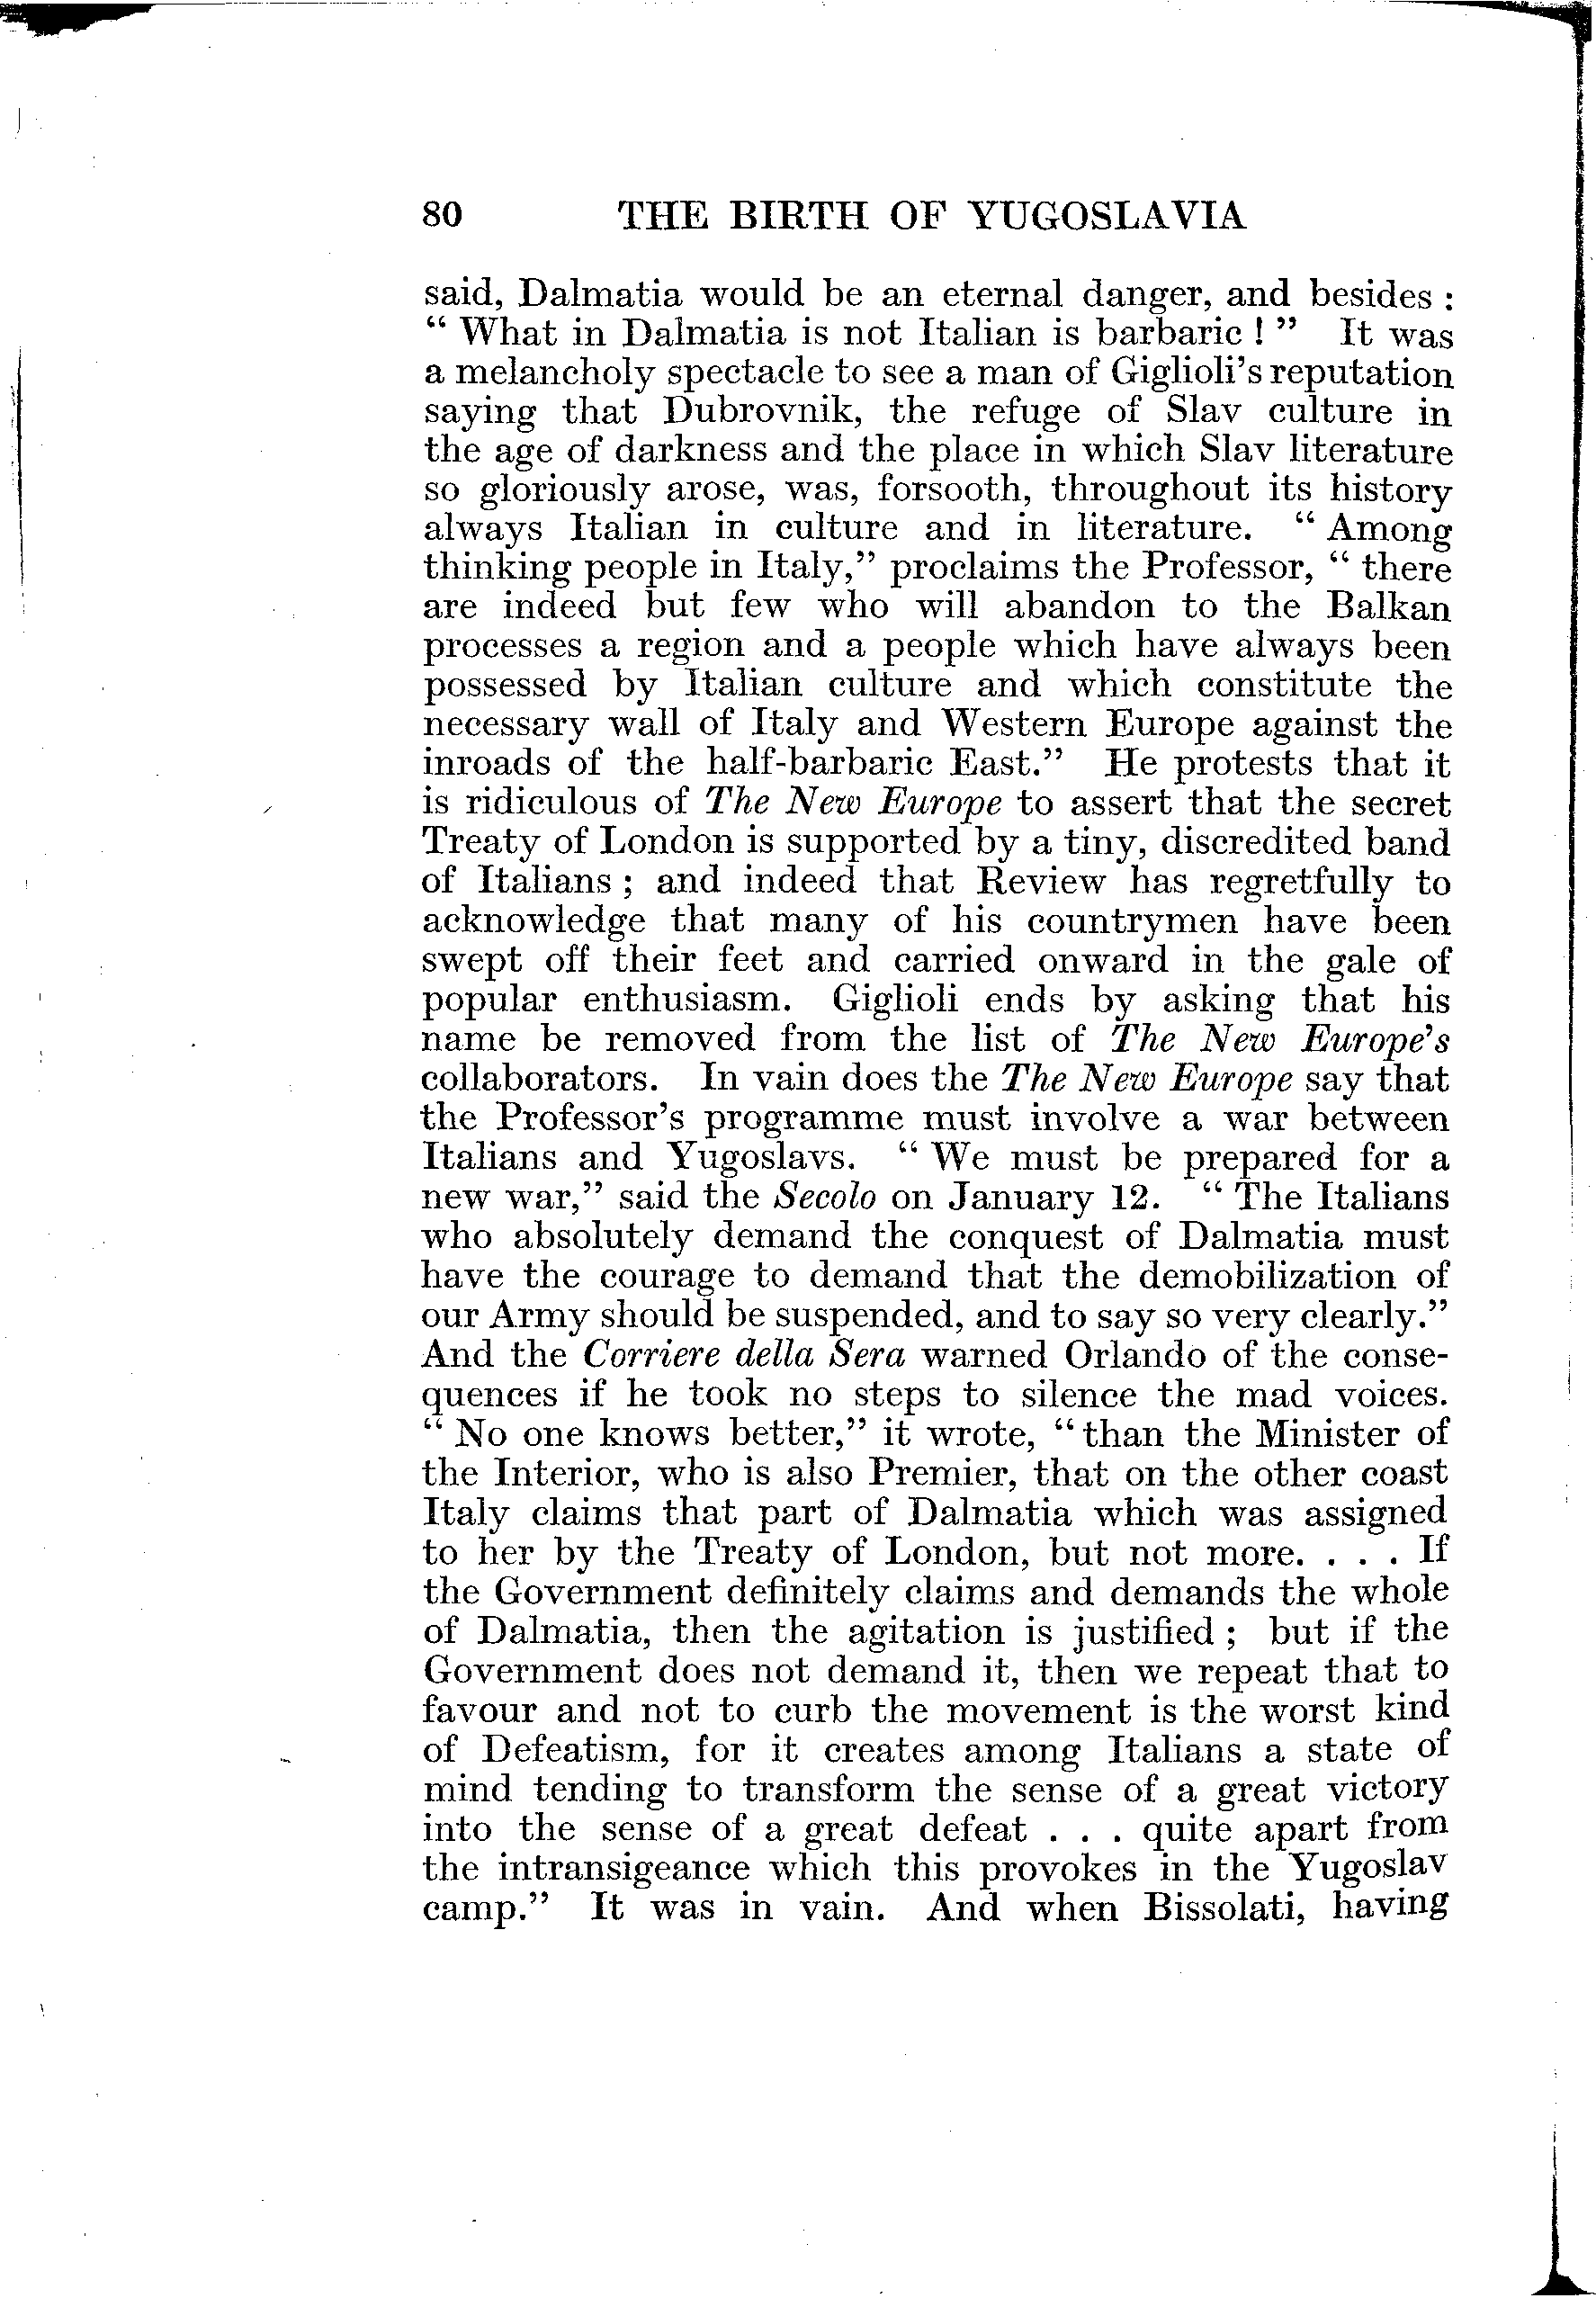 80 THE BIRTH OF YUGOSLAVIA
said, Dalmatia would be an eternal danger, and besides :
“ What in Dalmatia is not Italian is barbaric ! ” It was
a melancholy spectacle to see a man of Giglioli’s reputation
saying that Dubrovnik, the refuge of Slav culture in
the age of darkness and the place in which Slav literature
so gloriously arose, was, forsooth, throughout its history
always Italian in culture and in literature. “ Among
thinking people in Italy,” proclaims the Professor, “ there
are indeed but few who will abandon to the Balkan
processes a region and a people which have always been
possessed by Italian culture and which constitute the
necessary wall of Italy and Western Europe against the
inroads of the half-barbaric East.” He protests that it
is ridiculous of The New Europe to assert that the secret
Treaty of London is supported by a tiny, discredited band
of Italians ; and indeed that Review has regretfully to
acknowledge that many of his countrymen have been
swept off their feet and carried onward in the gale of
popular enthusiasm. Giglioli ends by asking that his
name be removed from the list of The New Europe’s
collaborators. In vain does the The New Europe say that
the Professor’s programme must involve a war between
Italians and Yugoslavs. “ We must be prepared for a
new war,” said the Secolo on January 12. “ The Italians
who absolutely demand the conquest of Dalmatia must
have the courage to demand that the demobilization of
our Army should be suspended, and to say so very clearly.”
And the Corriere della Sera warned Orlando of the conse-
quences if he took no steps to silence the mad voices.
“ No one knows better,” it wrote, “ than the Minister of
the Interior, who is also Premier, that on the other coast
Italy claims that part of Dalmatia which was assigned
to her by the Treaty of London, but not more. . . . If
the Government definitely claims and demands the whole
of Dalmatia, then the agitation is justified ; but if the
Government does not demand it, then we repeat that to
favour and not to curb the movement is the worst kind
of Defeatism, for it creates among Italians a state of
mind tending to transform the sense of a great victory
into the sense of a great defeat . . . quite apart from
the intransigeance which this provokes in the Yugoslav
camp.” It was in vain. And when Bissolati, having